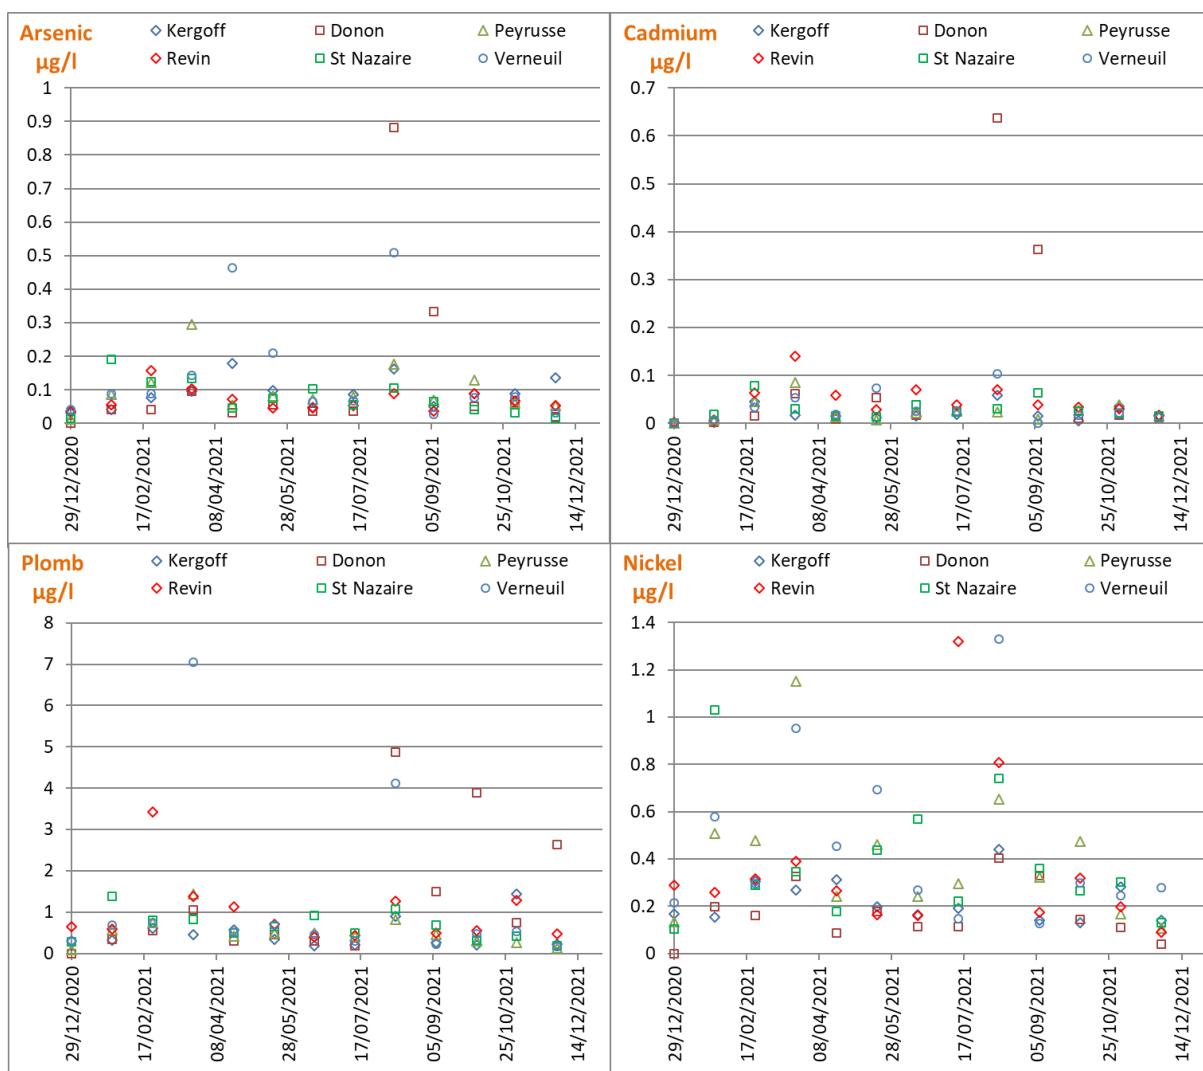 Arsenic
µg/l
Kergoff
Donon
Peyrusse
Revin
St Nazaire
Verneuil
1
0.9
0.8
0.7
0.6
0.5
0.4
0.3
0.2
0.1
0
29/12/2020
17/02/2021
08/04/2021
28/05/2021
17/07/2021
05/09/2021
25/10/2021
14/12/2021
Cadmium
µg/l
Kergoff
Donon
Peyrusse
Revin
St Nazaire
Verneuil
0.7
0.6
0.5
0.4
0.3
0.2
0.1
0
29/12/2020
17/02/2021
08/04/2021
28/05/2021
17/07/2021
05/09/2021
25/10/2021
14/12/2021
Plomb
µg/l
Kergoff
Donon
Peyrusse
Revin
St Nazaire
Verneuil
8
7
6
5
4
3
2
1
0
29/12/2020
17/02/2021
08/04/2021
28/05/2021
17/07/2021
05/09/2021
25/10/2021
14/12/2021
Nickel
µg/l
Kergoff
Donon
Peyrusse
Revin
St Nazaire
Verneuil
1.4
1.2
1
0.8
0.6
0.4
0.2
0
29/12/2020
17/02/2021
08/04/2021
28/05/2021
17/07/2021
05/09/2021
25/10/2021
14/12/2021